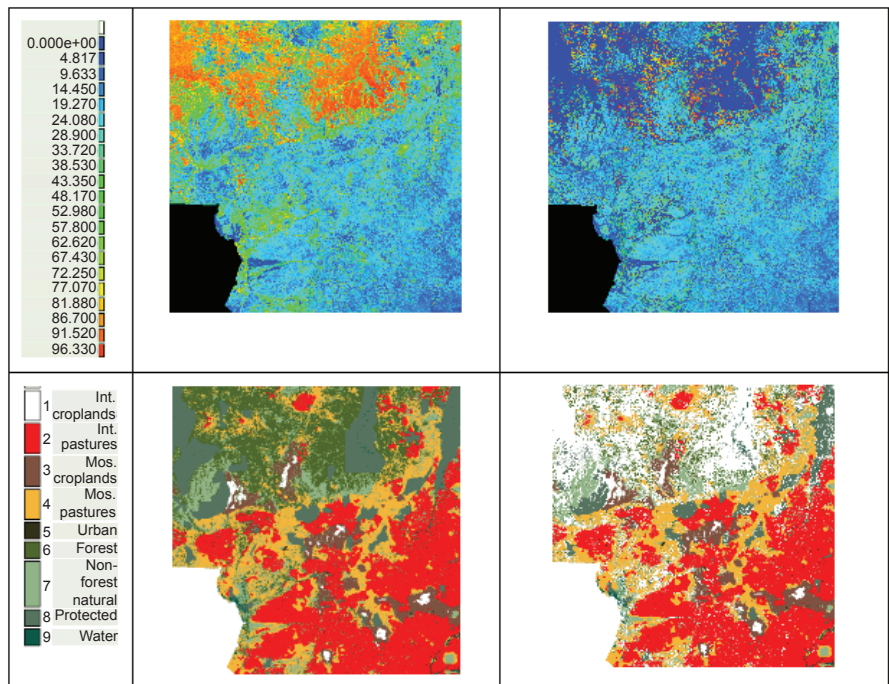 0.000e+00
4.817
9.633
14.450
19.270
24.080
28.900
33.720
38.530
43.350
48.170
52.980
57.800
62.620
67.430
72.250
77.070
81.880
86.700
91.520
96.330
1 Int.
croplands
2 Int.
pastures
3 Mos.
croplands
4 Mos.
pastures
5 Urban
6 Forest
7 Non-
forest
natural
8 Protected
9 Water